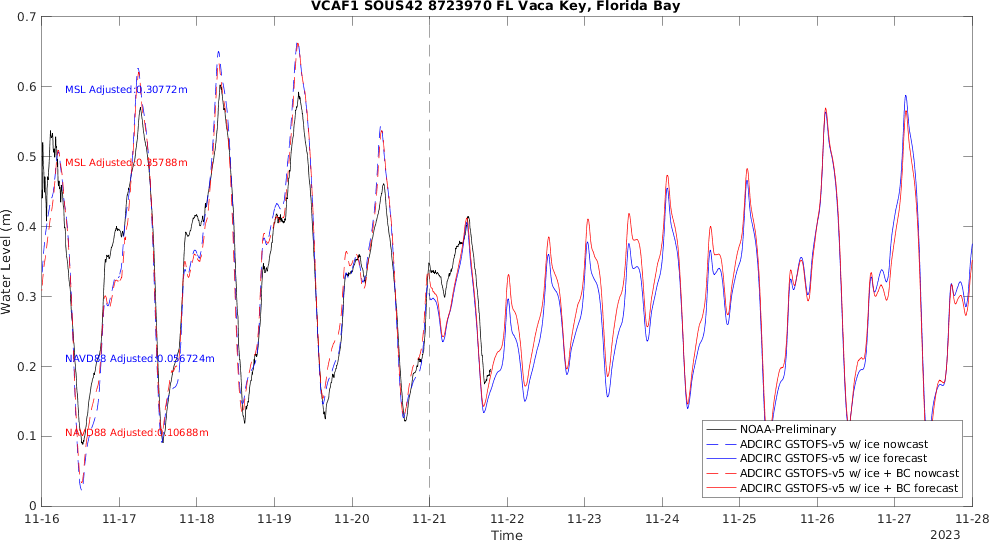 VCAF1 SOUS42 8723970 FL Vaca Key, Florida Bay
0.7
0.6
0.5
0.4
0.3
0.2
0.1
0
Water Level (m)
MSL Adjusted:0.30772m
MSL Adjusted:0.35788m
NAVD88 Adjusted:0.056724m
NAVD88 Adjusted:0.10688m
NOAA-Preliminary
ADCIRC GSTOFS-v5 w/ ice nowcast
ADCIRC GSTOFS-v5 w/ ice forecast
ADCIRC GSTOFS-v5 w/ ice + BC nowcast
ADCIRC GSTOFS-v5 w/ ice + BC forecast
11-16 11-17 11-18 11-19 11-20 11-21 11-22 11-23 11-24 11-25 11-26 11-27 11-28
Time
2023